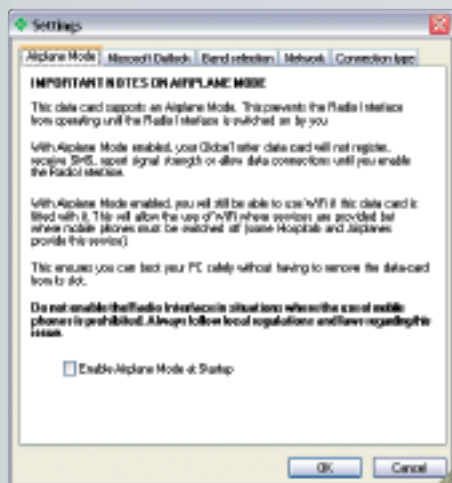 Settings
Airplane Mode Microsoft Outlook Band selection Network Connection type
IMPORTANT NOTES ON AIRPLANE MODE
This data card supports an Airplane Mode. This prevents the Radio Interface
from operating until the Radio Interface is switched on by you
With Airplane Mode enabled, your GlobeTrotter data card will not register,
receive SMS, report signal strength or allow data connections until you enable
the Radio Interface.
With Airplane Mode enabled, you will still be able to use WiFi if this data card is
fitted with it. This will allow the use of WiFi where services are provided but
where mobile phones must be switched off (some Hospitals and Airplanes
provide this service)
This ensures you can boot your PC safely without having to remove the data-card
from its slot.
Do not enable the Radio Interface in situations where the use of mobile
phones is prohibited. Always follow local regulations and laws regarding this
issue.
Enable Airplane Mode at Startup
OK Cancel